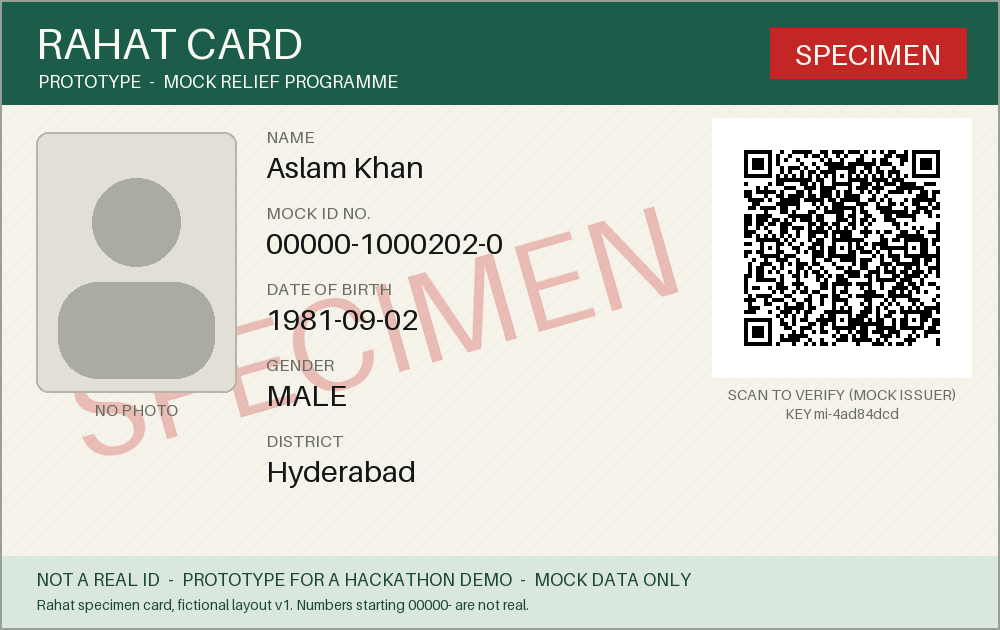 RAHAT CARD
PROTOTYPE - MOCK RELIEF PROGRAMME
SPECIMEN
NAME
Aslam Khan
MOCK ID NO.
00000-1000202-0
DATE OF BIRTH
1981-09-02
GENDER
MALE
DISTRICT
Hyderabad
NO PHOTO
SPECIMEN
SCAN TO VERIFY (MOCK ISSUER)
KEY mi-4ad84dcd
NOT A REAL ID - PROTOTYPE FOR A HACKATHON DEMO - MOCK DATA ONLY
Rahat specimen card, fictional layout v1. Numbers starting 00000- are not real.